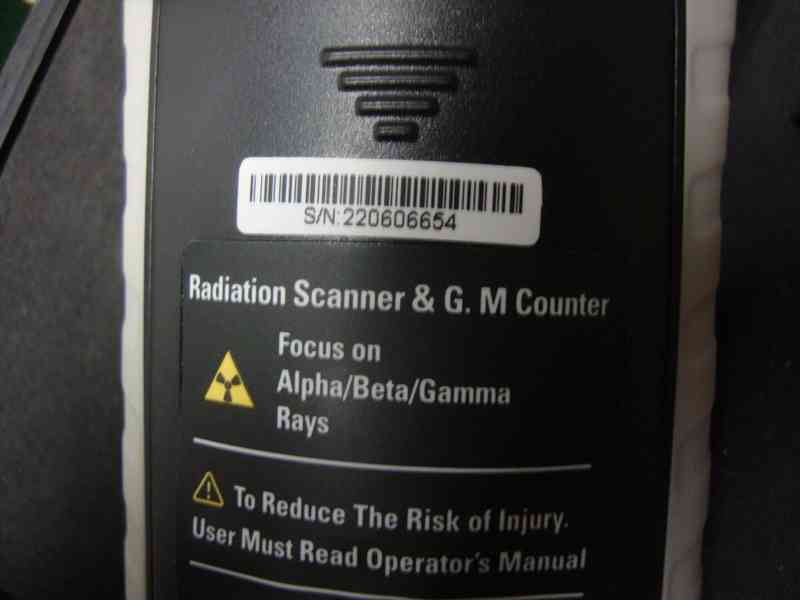 S/N:220606654
Radiation Scanner & G. M Counter
Focus on
Alpha/Beta/Gamma
Rays
To Reduce The Risk of Injury.
User Must Read Operator's Manual